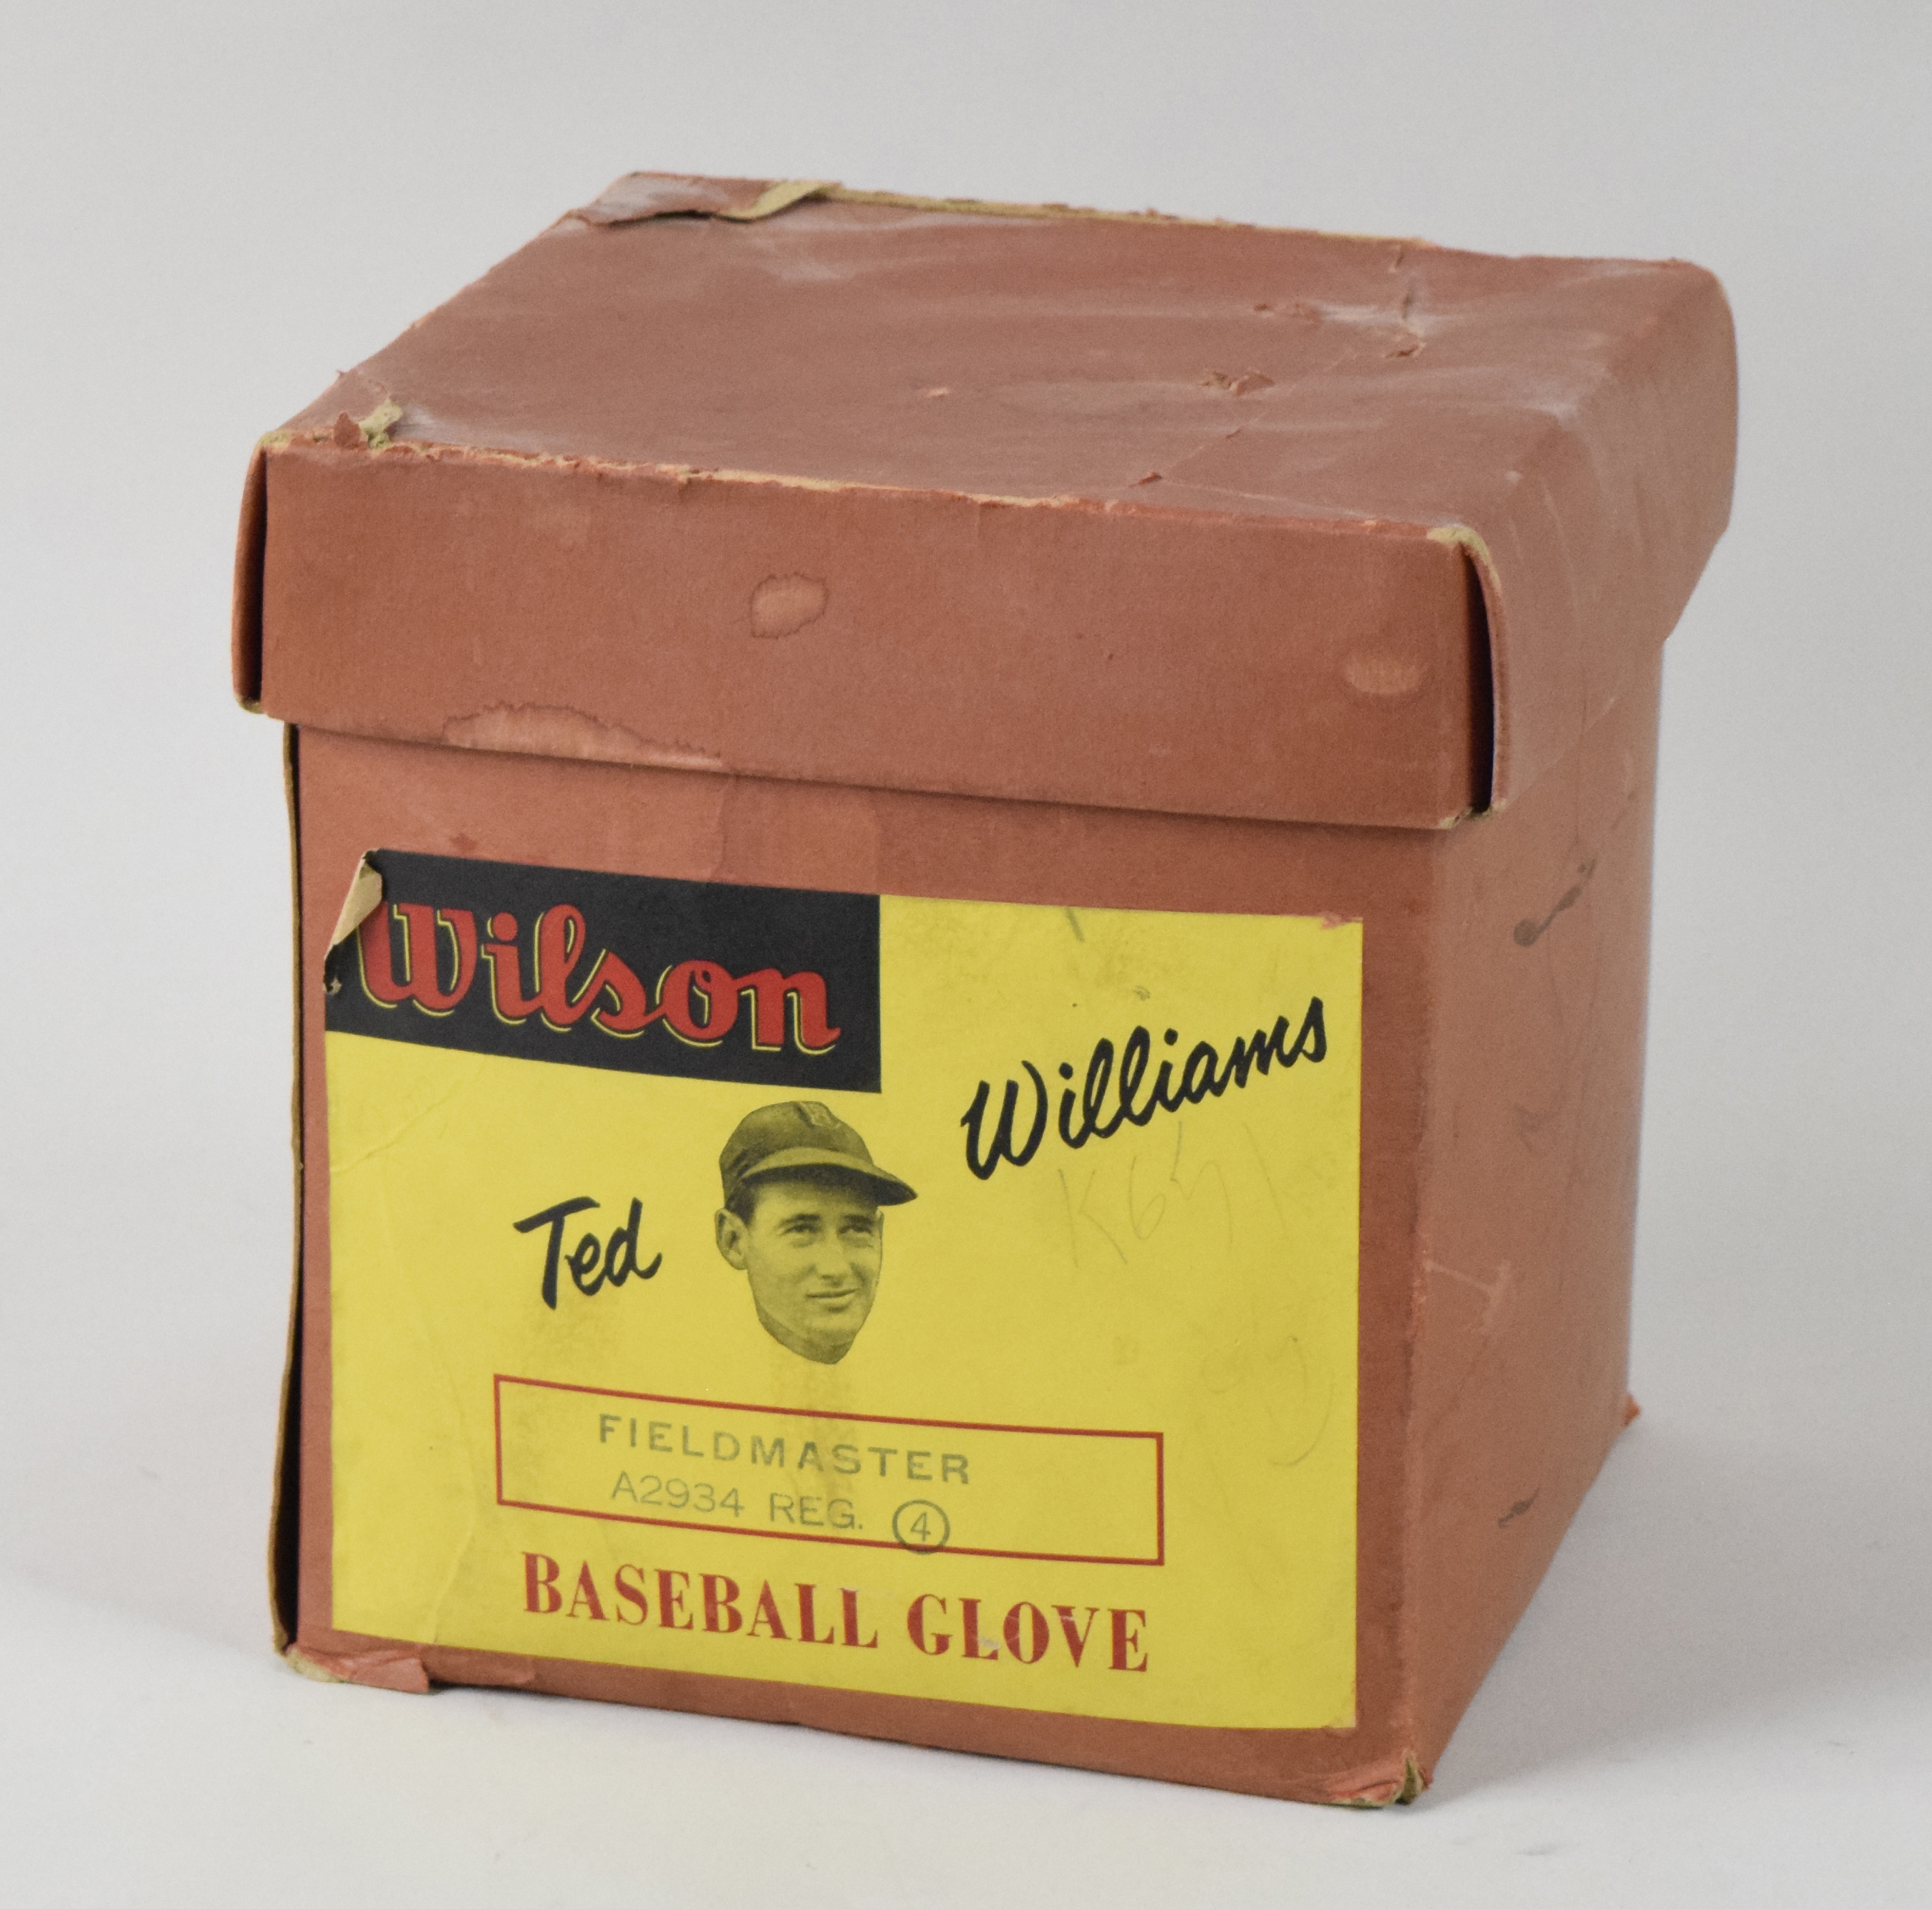 Wilson
Ted Williams
FIELDMASTER
A2934 REG. 4
BASEBALL GLOVE